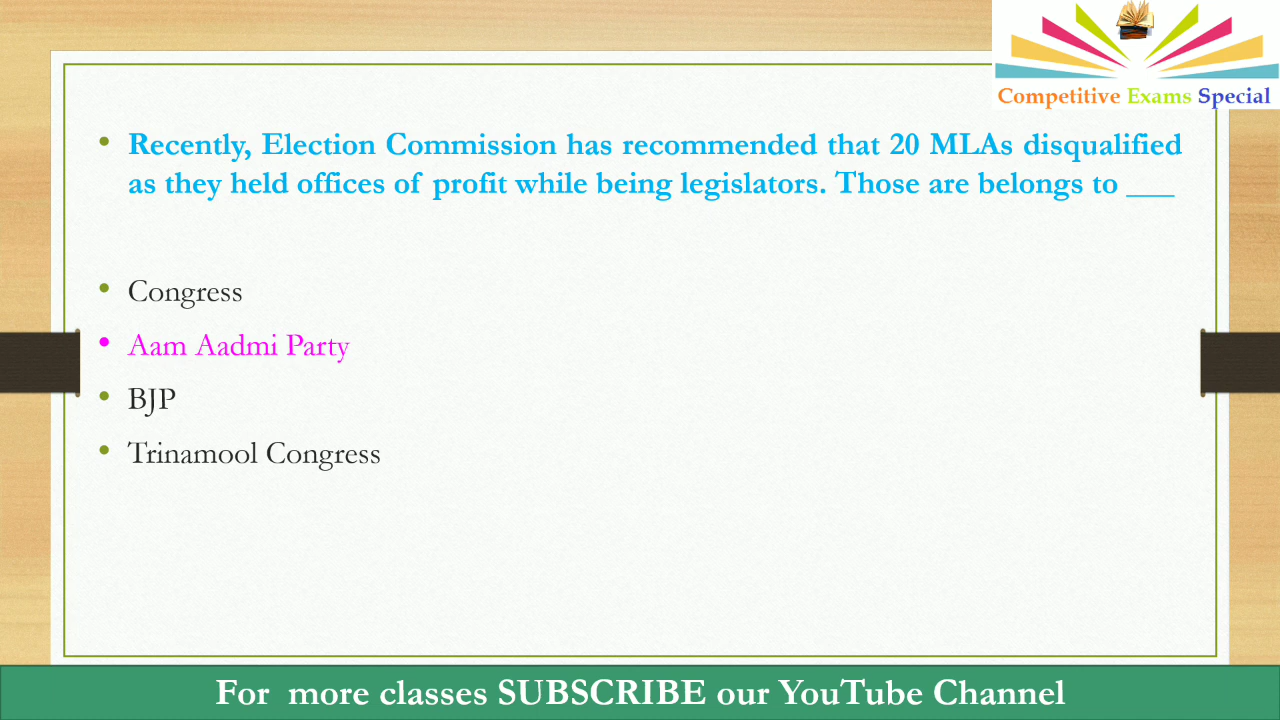 Competitive Exams Special
• Recently, Election Commission has recommended that 20 MLAs disqualified
as they held offices of profit while being legislators. Those are belongs to ___
• Congress
• Aam Aadmi Party
• BJP
• Trinamool Congress
For more classes SUBSCRIBE our YouTube Channel